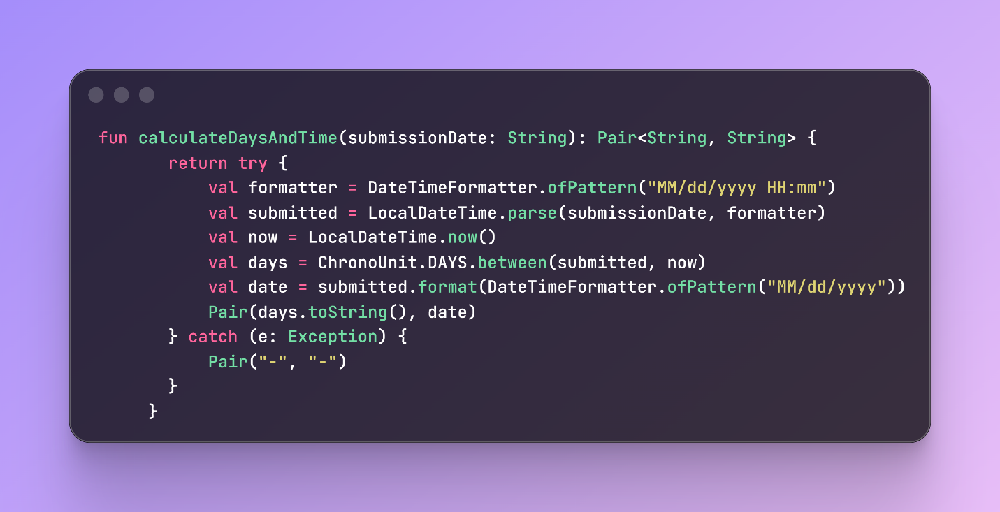 fun calculateDaysAndTime(submissionDate: String): Pair<String, String> {
       return try {
           val formatter = DateTimeFormatter.ofPattern("MM/dd/yyyy HH:mm")
           val submitted = LocalDateTime.parse(submissionDate, formatter)
           val now = LocalDateTime.now()
           val days = ChronoUnit.DAYS.between(submitted, now)
           val date = submitted.format(DateTimeFormatter.ofPattern("MM/dd/yyyy"))
           Pair(days.toString(), date)
       } catch (e: Exception) {
           Pair("-", "-")
       }
     }